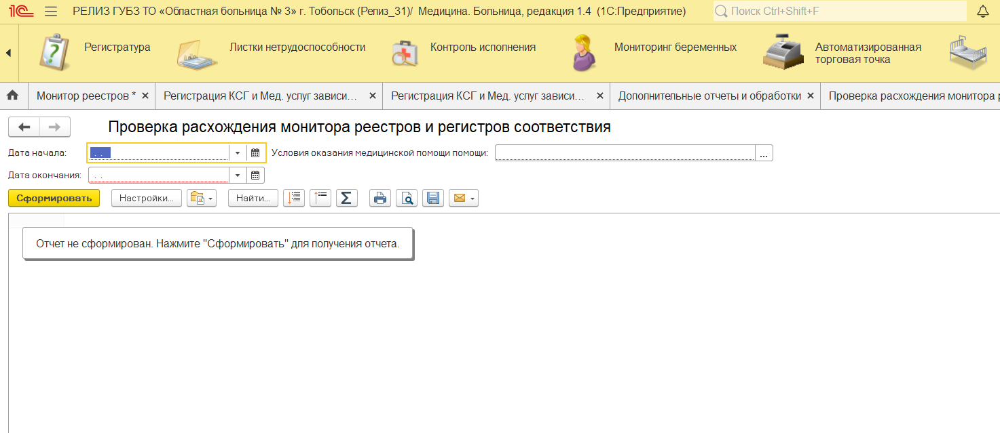 1С РЕЛИЗ ГУБЗ ТО «Областная больница № 3» г. Тобольск (Релиз_31)/ Медицина. Больница, редакция 1.4 (1С:Предприятие) Поиск Ctrl+Shift+F
Регистратура Листки нетрудоспособности Контроль исполнения Мониторинг беременных Автоматизированная
торговая точка
Монитор реестров * × Регистрация КСГ и Мед. услуг зависи... × Регистрация КСГ и Мед. услуг зависи... × Дополнительные отчеты и обработки × Проверка расхождения монитора р
Проверка расхождения монитора реестров и регистров соответствия
Дата начала: . . Условия оказания медицинской помощи помощи: ...
Дата окончания: . .
Сформировать Настройки... Найти... Σ
Отчет не сформирован. Нажмите "Сформировать" для получения отчета.